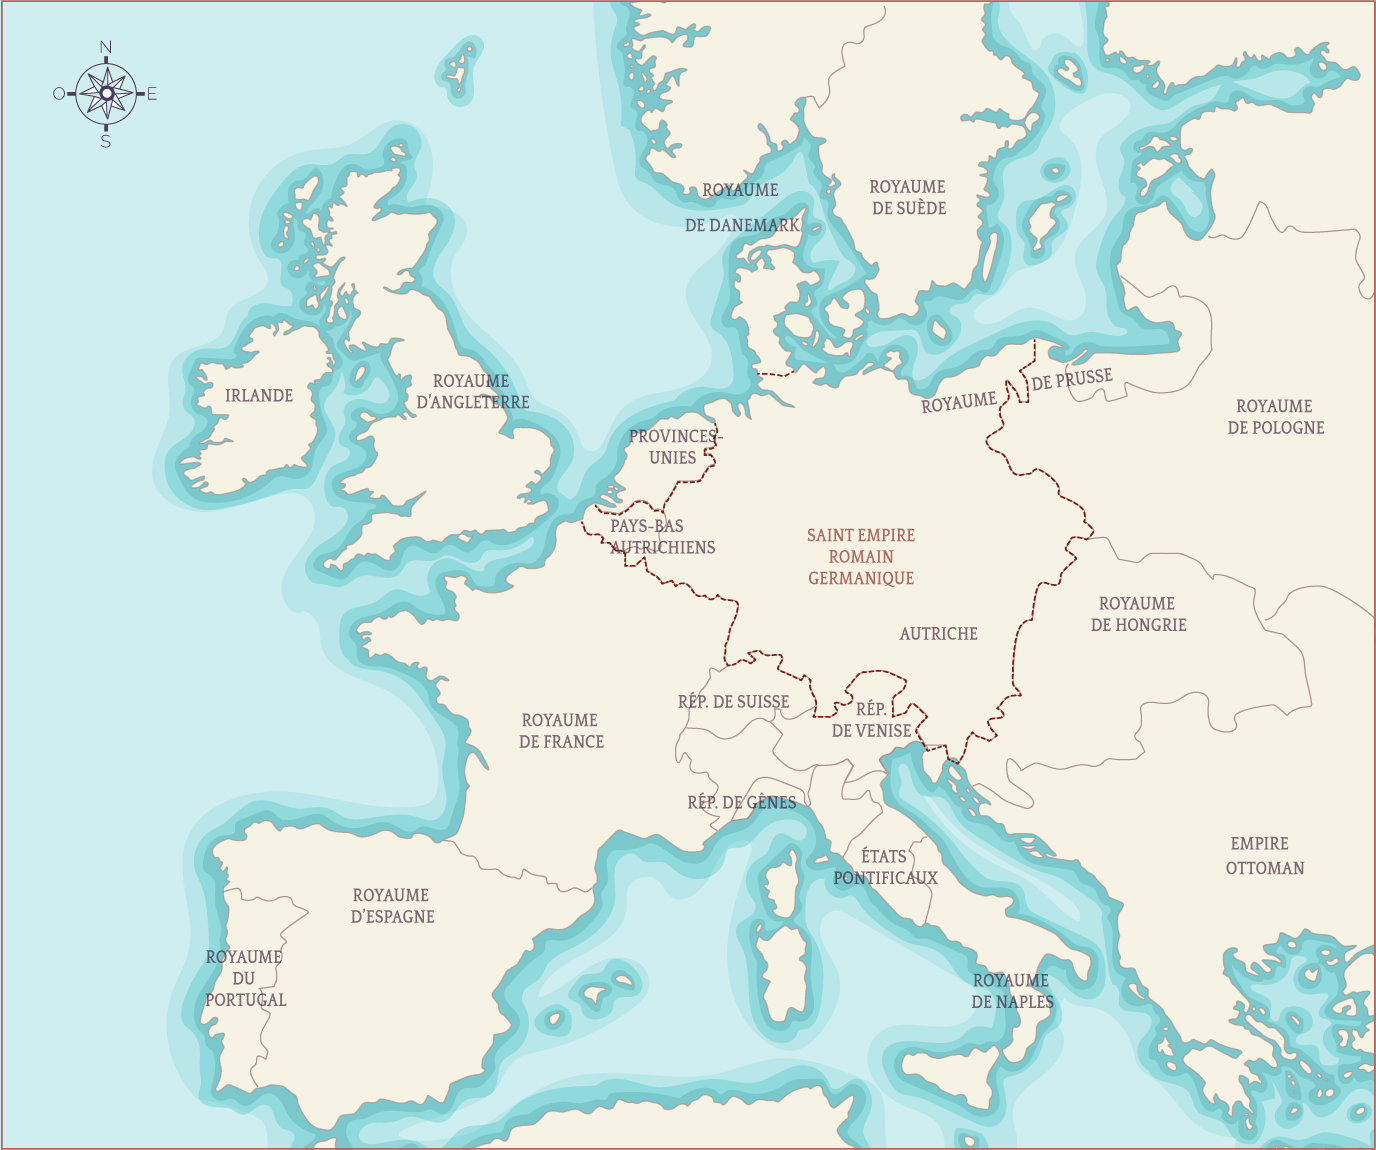 N
O
E
S
ROYAUME
DE DANEMARK
ROYAUME
DE SUÈDE
IRLANDE
ROYAUME
D'ANGLETERRE
PROVINCES-
UNIES
ROYAUME
DE PRUSSE
ROYAUME
DE POLOGNE
PAYS-BAS
AUTRICHIENS
SAINT EMPIRE
ROMAIN
GERMANIQUE
AUTRICHE
ROYAUME
DE HONGRIE
RÉP. DE SUISSE
RÉP.
DE VENISE
ROYAUME
DE FRANCE
RÉP. DE GÊNES
ÉTATS
PONTIFICAUX
EMPIRE
OTTOMAN
ROYAUME
D'ESPAGNE
ROYAUME
DU
PORTUGAL
ROYAUME
DE NAPLES